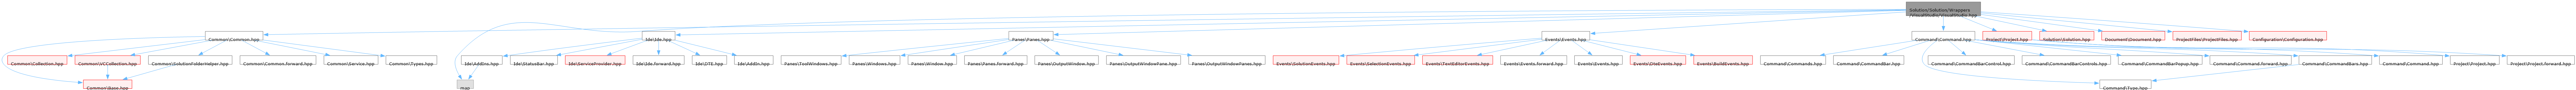 Solution/Solution/Wrappers
/VisualStudio/VisualStudio.hpp
Common\Common.hpp
Ide\Ide.hpp
Panes\Panes.hpp
Events\Events.hpp
Command\Command.hpp
Project\Project.hpp
Solution\Solution.hpp
Document\Document.hpp
ProjectFiles\ProjectFiles.hpp
Configuration\Configuration.hpp
Common\Collection.hpp
Common\VCCollection.hpp
Common\SolutionFolderHelper.hpp
Common\Common.forward.hpp
Common\Service.hpp
Common\Types.hpp
Ide\AddIns.hpp
Ide\StatusBar.hpp
Ide\ServiceProvider.hpp
Ide\Ide.forward.hpp
Ide\DTE.hpp
Ide\AddIn.hpp
Panes\ToolWindows.hpp
Panes\Windows.hpp
Panes\Window.hpp
Panes\Panes.forward.hpp
Panes\OutputWindow.hpp
Panes\OutputWindowPane.hpp
Panes\OutputWindowPanes.hpp
Events\SolutionEvents.hpp
Events\SelectionEvents.hpp
Events\TextEditorEvents.hpp
Events\Events.forward.hpp
Events\Events.hpp
Events\DteEvents.hpp
Events\BuildEvents.hpp
Command\Commands.hpp
Command\CommandBar.hpp
Command\CommandBarControl.hpp
Command\CommandBarControls.hpp
Command\CommandBarPopup.hpp
Command\Command.forward.hpp
Command\CommandBars.hpp
Command\Command.hpp
Project\Project.hpp
Project\Project.forward.hpp
Common\Base.hpp
map
Command\Type.hpp